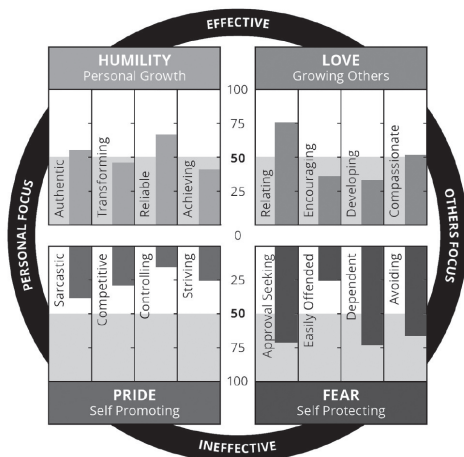 EFFECTIVE
HUMILITY
Personal Growth
LOVE
Growing Others
PERSONAL FOCUS
OTHERS FOCUS
100
75
50
25
0
Authentic
Transforming
Reliable
Achieving
Relating
Encouraging
Developing
Compassionate
Sarcastic
Competitive
Controlling
Striving
Approval Seeking
Easily Offended
Dependent
Avoiding
25
50
75
100
PRIDE
Self Promoting
FEAR
Self Protecting
INEFFECTIVE